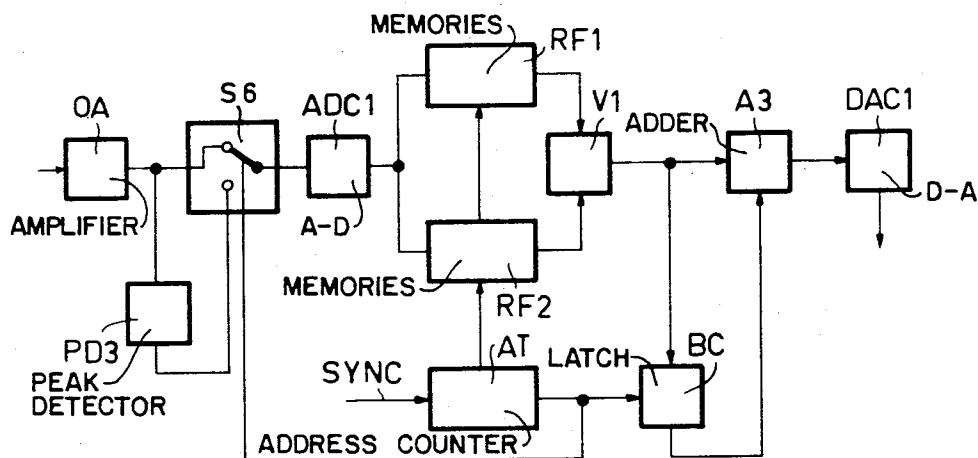 MEMORIES
RF1
OA
S6
ADC1
V1
A3
DAC1
ADDER
AMPLIFIER
A-D
D-A
MEMORIES
RF2
PD3
PEAK
DETECTOR
AT
LATCH
BC
SYNC
ADDRESS COUNTER